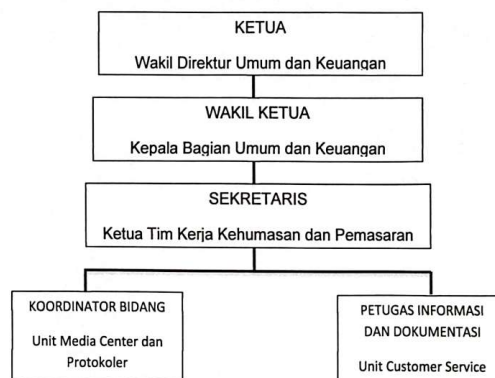 KETUA
Wakil Direktur Umum dan Keuangan
WAKIL KETUA
Kepala Bagian Umum dan Keuangan
SEKRETARIS
Ketua Tim Kerja Kehumasan dan Pemasaran
KOORDINATOR BIDANG
Unit Media Center dan
Protokoler
PETUGAS INFORMASI
DAN DOKUMENTASI
Unit Customer Service